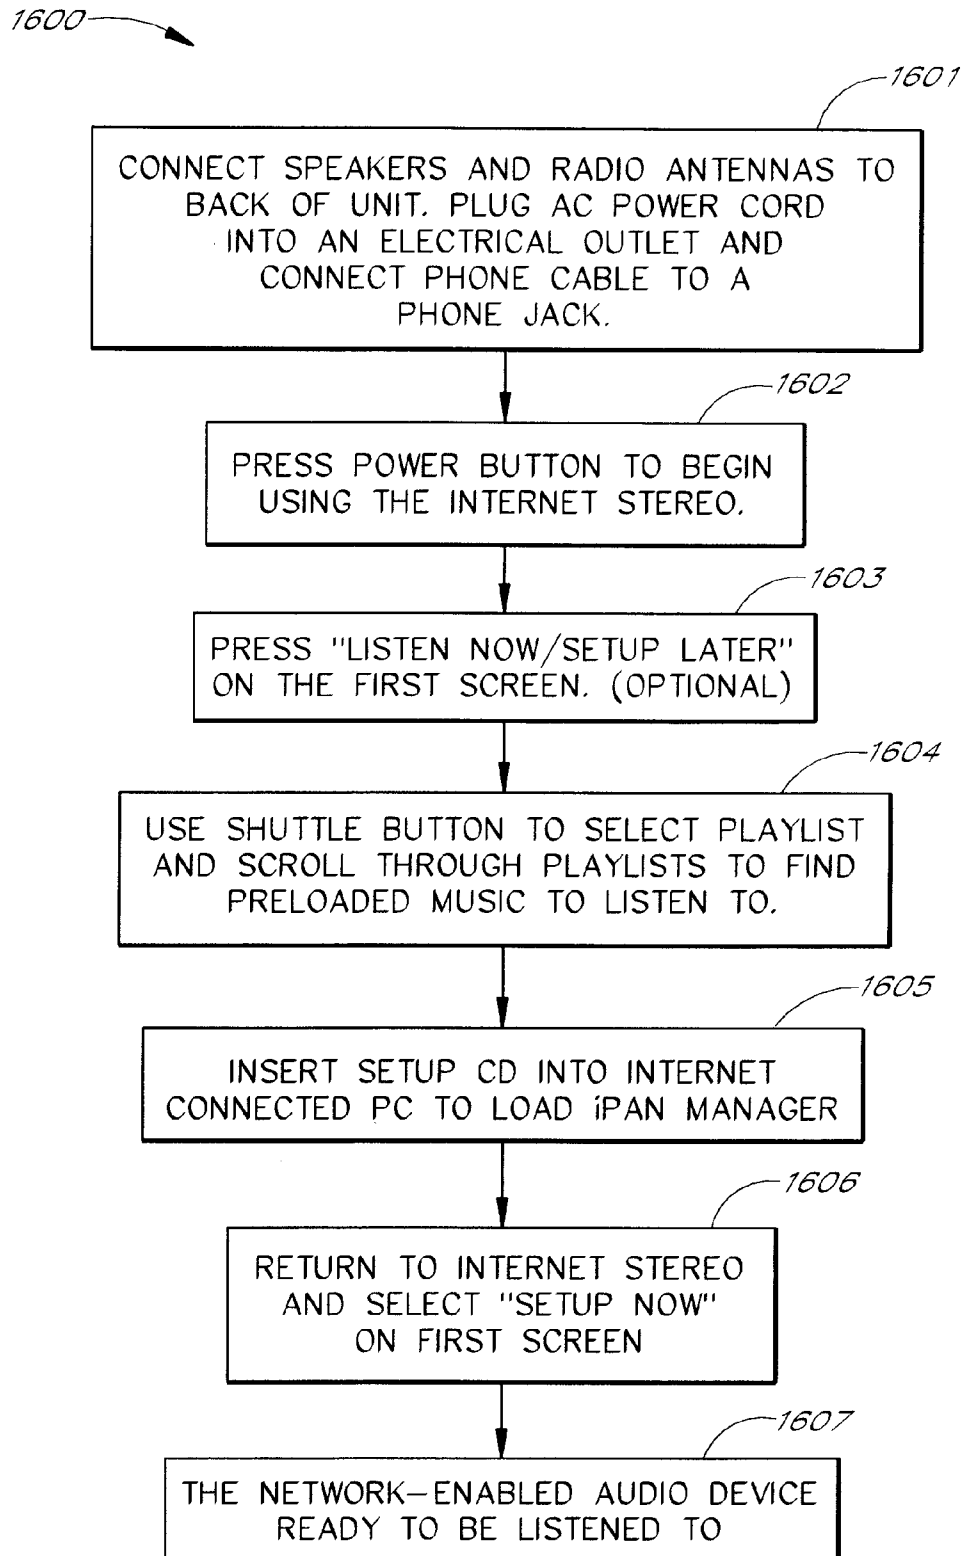 1600
1601
CONNECT SPEAKERS AND RADIO ANTENNAS TO
BACK OF UNIT. PLUG AC POWER CORD
INTO AN ELECTRICAL OUTLET AND
CONNECT PHONE CABLE TO A
PHONE JACK.
1602
PRESS POWER BUTTON TO BEGIN
USING THE INTERNET STEREO.
1603
PRESS "LISTEN NOW/SETUP LATER"
ON THE FIRST SCREEN. (OPTIONAL)
1604
USE SHUTTLE BUTTON TO SELECT PLAYLIST
AND SCROLL THROUGH PLAYLISTS TO FIND
PRELOADED MUSIC TO LISTEN TO.
1605
INSERT SETUP CD INTO INTERNET
CONNECTED PC TO LOAD iPAN MANAGER
1606
RETURN TO INTERNET STEREO
AND SELECT "SETUP NOW"
ON FIRST SCREEN
1607
THE NETWORK-ENABLED AUDIO DEVICE
READY TO BE LISTENED TO